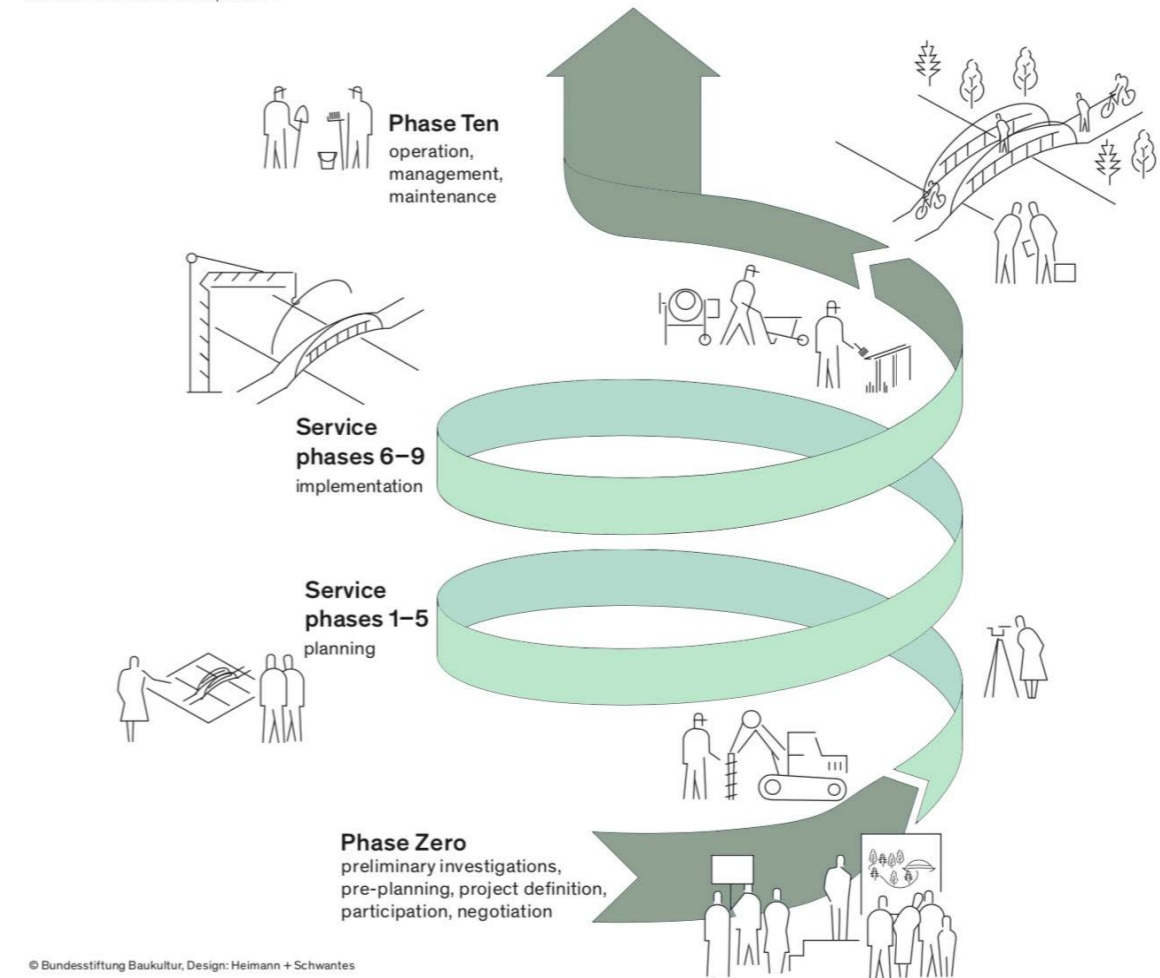 Phase Ten
operation,
management,
maintenance
Service
phases 6–9
implementation
Service
phases 1–5
planning
Phase Zero
preliminary investigations,
pre-planning, project definition,
participation, negotiation
© Bundesstiftung Baukultur, Design: Heimann + Schwantes